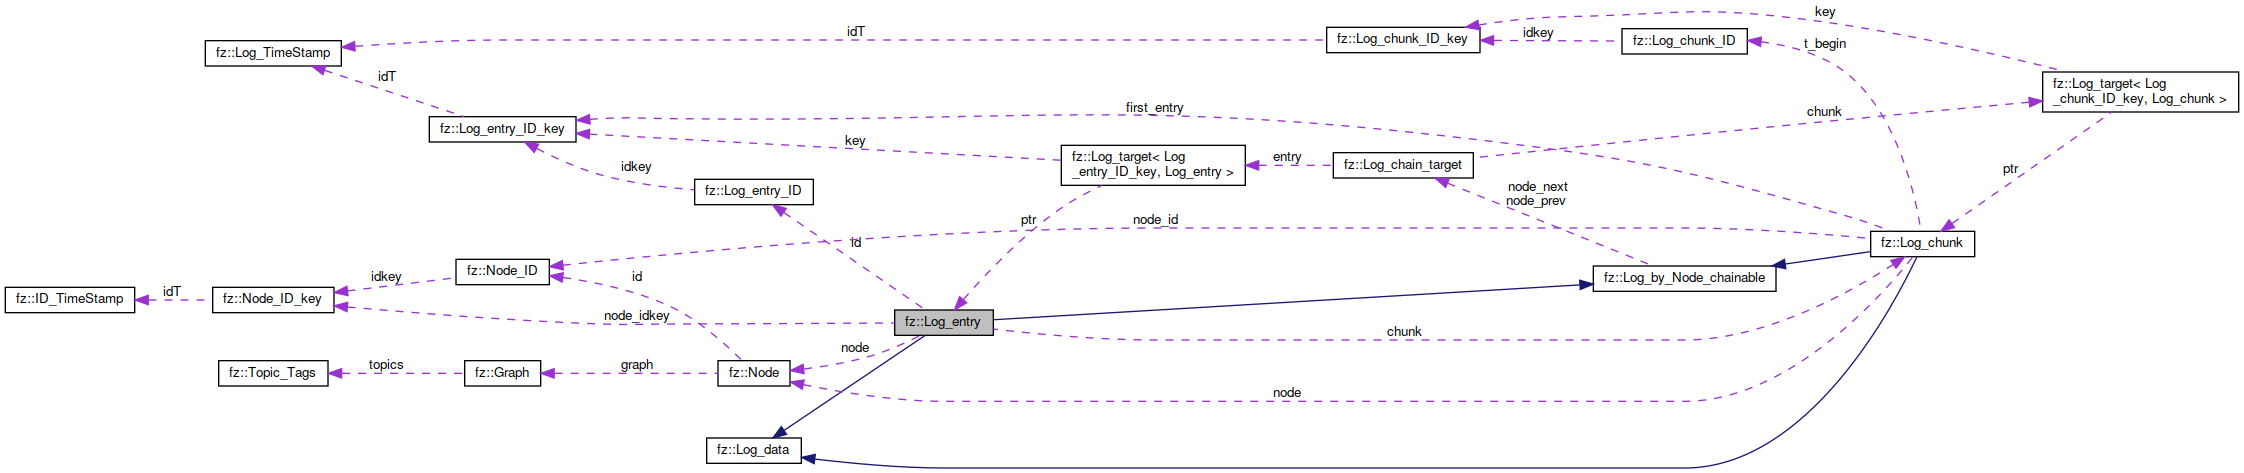 key
idT
fz::Log_chunk_ID_key
idkey
fz::Log_chunk_ID
t_begin
fz::Log_TimeStamp
idT
fz::Log_target< Log
_chunk_ID_key, Log_chunk >
first_entry
chunk
fz::Log_entry_ID_key
key
fz::Log_target< Log
_entry_ID_key, Log_entry >
entry
fz::Log_chain_target
idkey
ptr
fz::Log_entry_ID
node_next
node_prev
ptr
node_id
id
fz::Log_chunk
fz::Node_ID
idkey
id
fz::Log_by_Node_chainable
fz::ID_TimeStamp
idT
fz::Node_ID_key
node_idkey
fz::Log_entry
chunk
node
fz::Topic_Tags
topics
fz::Graph
graph
fz::Node
node
fz::Log_data